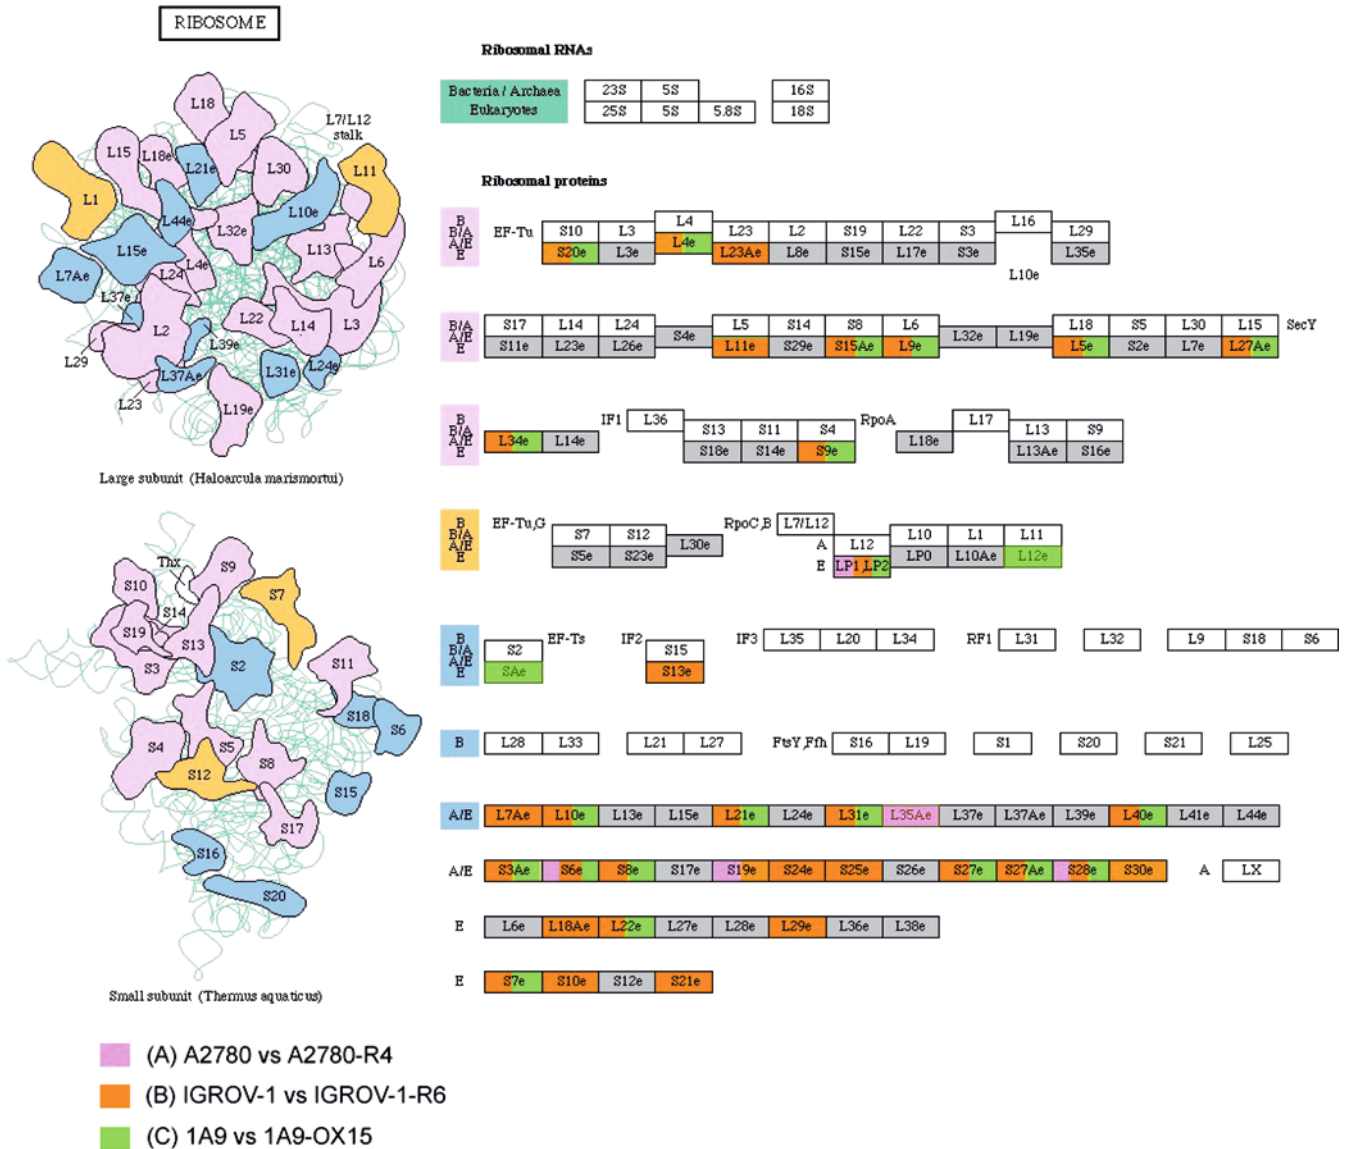 RIBOSOME
L18
L5
L7/L12
stalk
L15
L18e
L21e
L30
L11
L1
L44e
L10e
L32e
L15e
L13
L6
L7Ae
L24
L4e
L37e
L2
L22
L14
L3
L39e
L29
L37Ae
L31e
L24e
L23
L19e
Large subunit (Haloarcula marismortui)
Thx
S9
S10
S7
S14
S19
S13
S3
S2
S11
S18
S6
S4
S5
S8
S12
S15
S17
S16
S20
Small subunit (Thermus aquaticus)
Ribosomal RNAs
Bacteria / Archaea 23S 5S 16S
Eukaryotes 25S 5S 5.8S 18S
Ribosomal proteins
B
B/A
A/E
E
EF-Tu S10 L3 L4 L23 L2 S19 L22 S3 L16 L29
S20e L3e L4e L23Ae L8e S15e L17e S3e L35e
L10e
B/A
A/E
E
S17 L14 L24 L5 S14 S8 L6 L18 S5 L30 L15 SecY
S11e L23e L26e S4e L11e S29e S15Ae L9e L32e L19e L5e S2e L7e L27Ae
B
B/A
A/E
E
IF1 L36 S13 S11 S4 RpoA L17 L13 S9
L34e L14e S18e S14e S9e L18e L13Ae S16e
B
B/A
A/E
E
EF-Tu,G S7 S12 L30e RpoC,B L7/L12
A L12 L10 L1 L11
S5e S23e E LP1,LP2 LP0 L10Ae L12e
B
B/A
A/E
E
S2 EF-Ts IF2 S15 IF3 L35 L20 L34 RF1 L31 L32 L9 S18 S6
SAe S13e
B L28 L33 L21 L27 FtsY,Ffh S16 L19 S1 S20 S21 L25
A/E L7Ae L10e L13e L15e L21e L24e L31e L35Ae L37e L37Ae L39e L40e L41e L44e
A/E S3Ae S6e S8e S17e S19e S24e S25e S26e S27e S27Ae S28e S30e A LX
E L6e L18Ae L22e L27e L28e L29e L36e L38e
E S7e S10e S12e S21e
(A) A2780 vs A2780-R4
(B) IGROV-1 vs IGROV-1-R6
(C) 1A9 vs 1A9-OX15